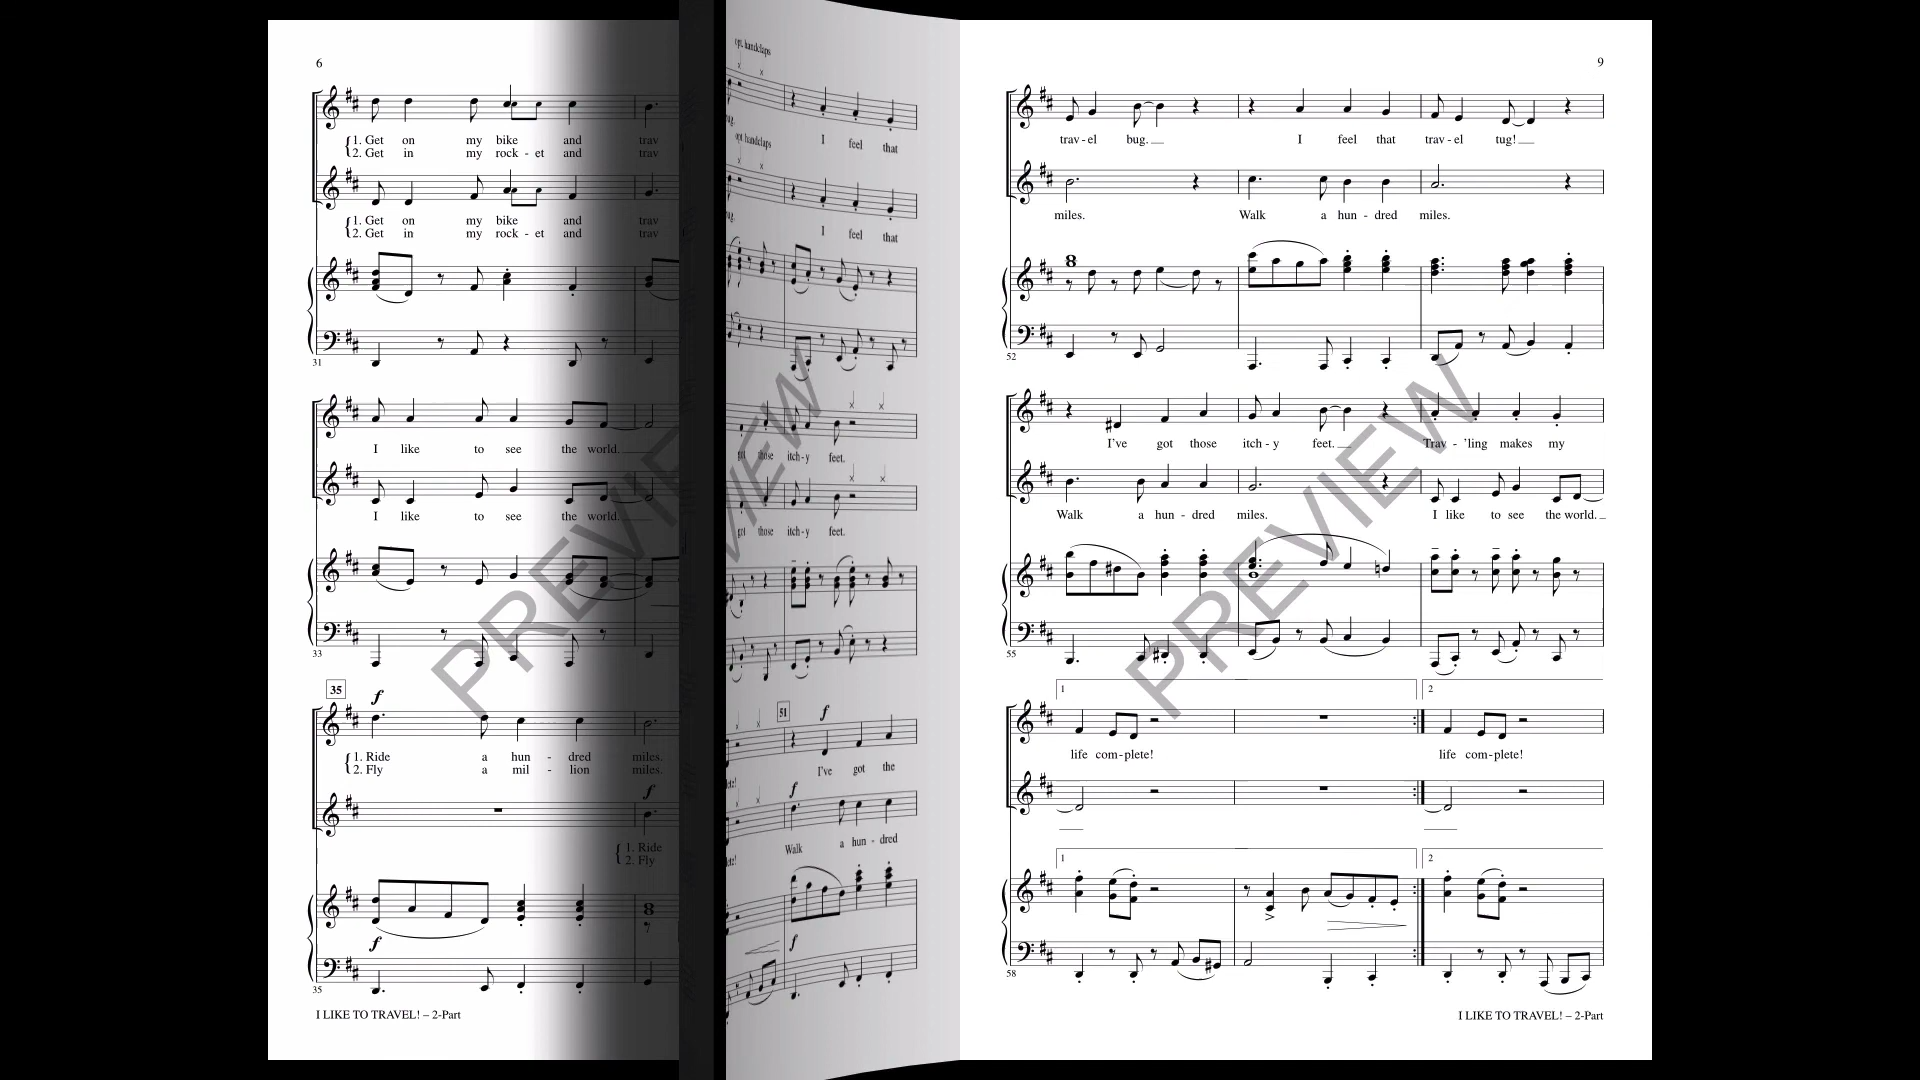 6
1. Get on my bike and trav
2. Get in my rock - et and trav
1. Get on my bike and trav
2. Get in my rock - et and trav
31
I like to see the world.
I like to see the world.
33
35
f
1. Ride a hun - dred miles.
2. Fly a mil - lion miles.
f
1. Ride
2. Fly
f
35
I LIKE TO TRAVEL! – 2-Part
PREVIEW
opt. handclaps
I feel that
opt handclaps
I feel that
got those itch - y feet.
got those itch - y feet.
51
f
I've got the
f
Walk a hun - dred
f
9
trav - el bug. I feel that trav - el tug!
miles. Walk a hun - dred miles.
52
I've got those itch - y feet. Trav - 'ling makes my
Walk a hun - dred miles. I like to see the world.
55
1 2
life com - plete! life com - plete!
1 2
58
I LIKE TO TRAVEL! – 2-Part
PREVIEW